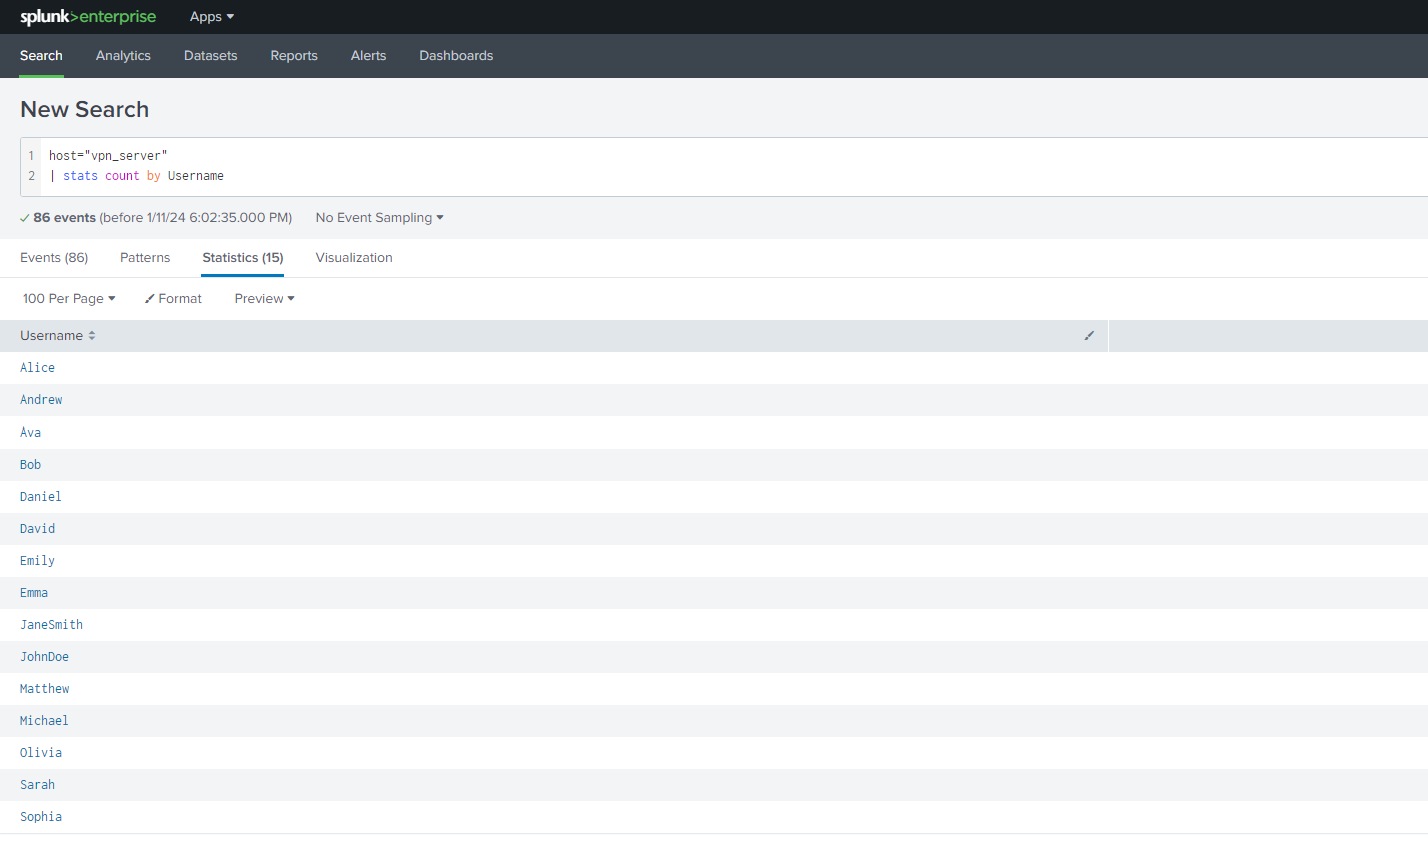 splunk>enterprise Apps
Search Analytics Datasets Reports Alerts Dashboards
New Search
1 host="vpn_server"
2 | stats count by Username
86 events (before 1/11/24 6:02:35.000 PM) No Event Sampling
Events (86) Patterns Statistics (15) Visualization
100 Per Page Format Preview
Username
Alice
Andrew
Ava
Bob
Daniel
David
Emily
Emma
JaneSmith
JohnDoe
Matthew
Michael
Olivia
Sarah
Sophia